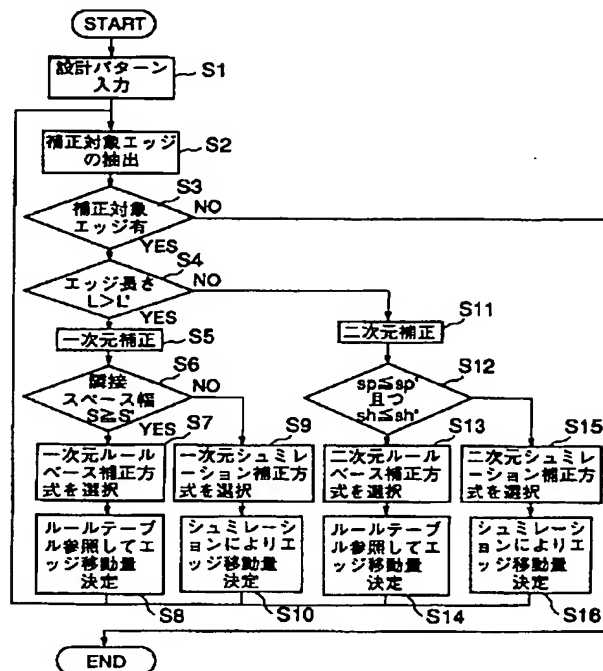 START
設計パターン
入力
S1
補正対象エッジ
の抽出
S2
S3
補正対象
エッジ有
NO
YES
S4
エッジ長さ
L>L*
NO
YES
S5
一次元補正
S11
二次元補正
S6
隣接
スペース幅
S≧S*
NO
YES
S12
sp≦sp*
且つ
sh≦sh*
S7
一次元ルール
ベース補正方
式を選択
S9
一次元シュミレ
ーション補正方
式を選択
S13
二次元ルール
ベース補正方
式を選択
S15
二次元シュミレ
ーション補正方
式を選択
ルールテーブ
ル参照してエ
ッジ移動量
決定
S8
シュミレーショ
ンによりエ
ッジ移動量
決定
S10
ルールテーブ
ル参照してエ
ッジ移動量
決定
S14
シュミレーショ
ンによりエ
ッジ移動量
決定
S16
END